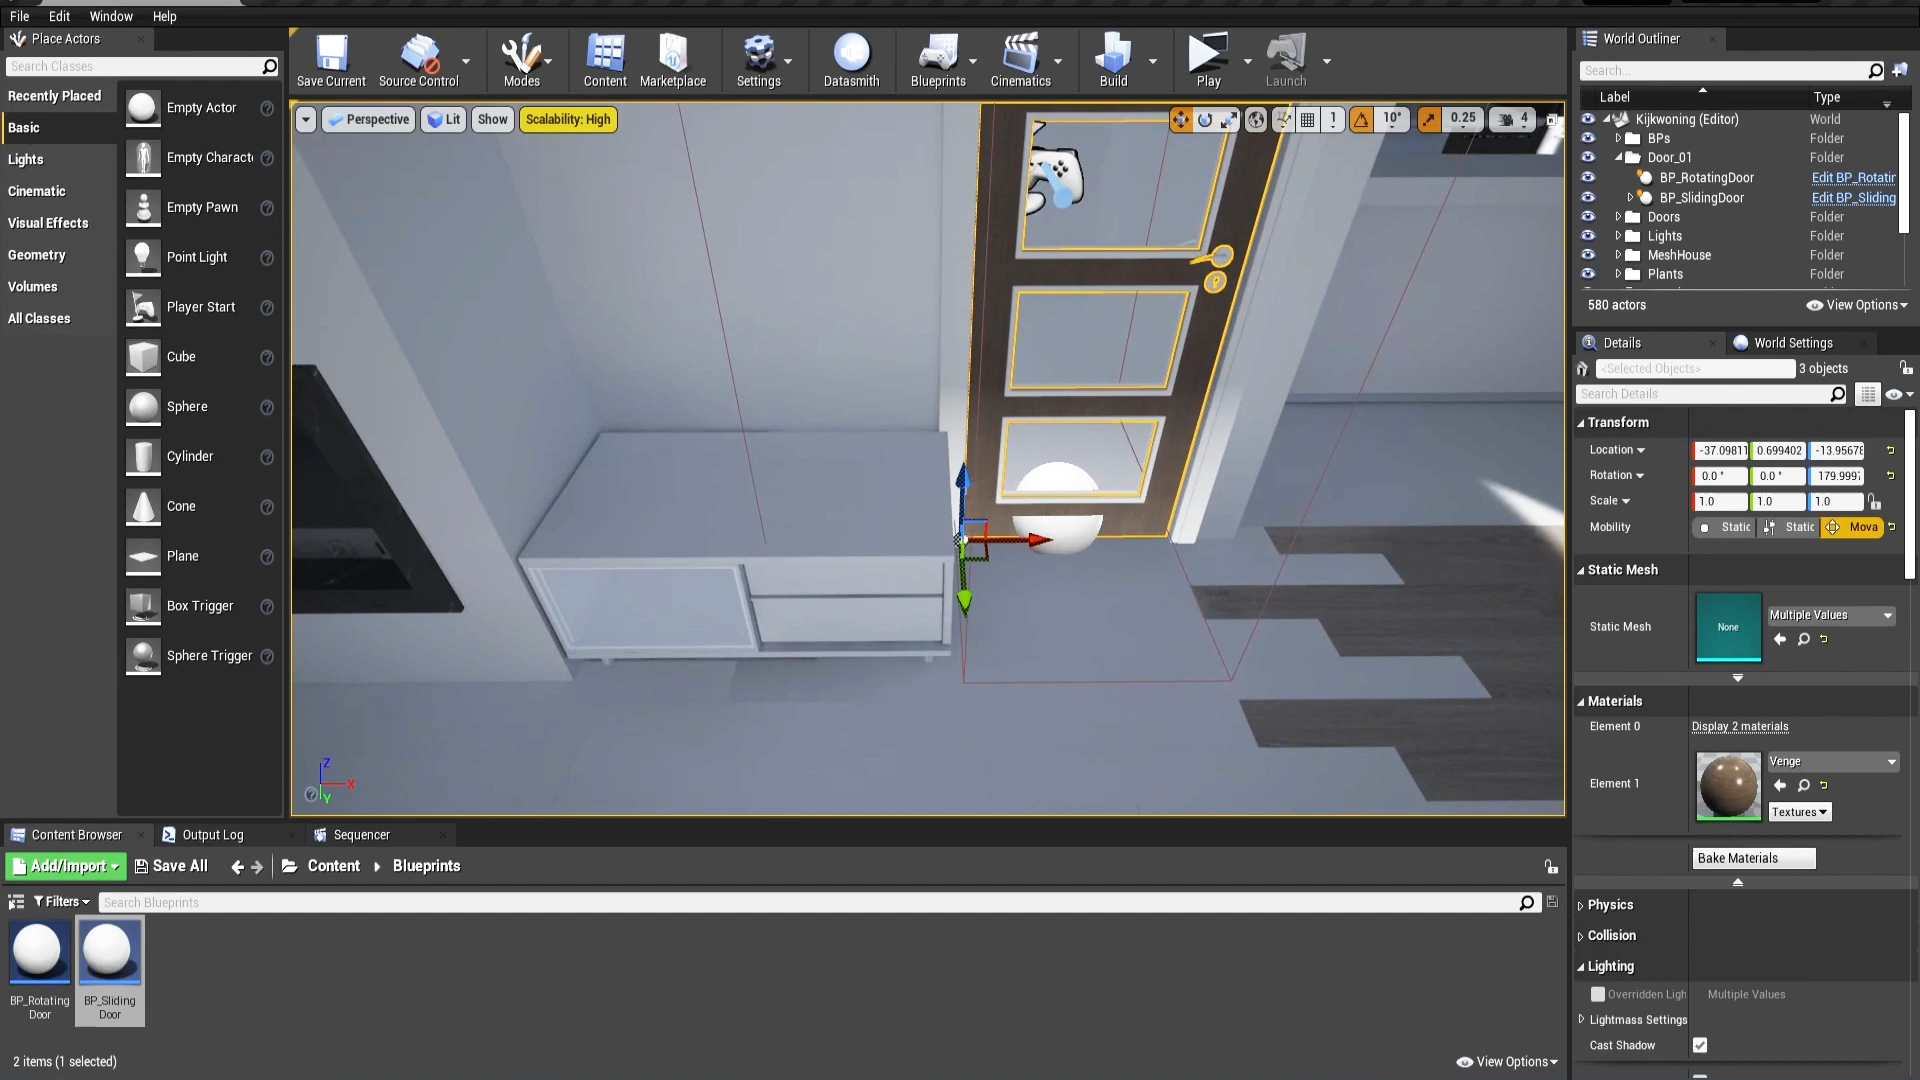 File Edit Window Help
Place Actors
Search Classes
Recently Placed
Basic
Lights
Cinematic
Visual Effects
Geometry
Volumes
All Classes
Empty Actor
Empty Charact
Empty Pawn
Point Light
Player Start
Cube
Sphere
Cylinder
Cone
Plane
Box Trigger
Sphere Trigger
Save Current Source Control Modes Content Marketplace Settings Datasmith Blueprints Cinematics Build Play Launch
Perspective Lit Show Scalability: High 1 10° 0.25 4
Z
X
Y
World Outliner
Search...
Label Type
Kijkwoning (Editor) World
BPs Folder
Door_01 Folder
BP_RotatingDoor Edit BP_Rotatir
BP_SlidingDoor Edit BP_Sliding
Doors Folder
Lights Folder
MeshHouse Folder
Plants Folder
580 actors View Options
Details World Settings
<Selected Objects> 3 objects
Search Details
Transform
Location -37.09811 0.699402 -13.95678
Rotation 0.0 ° 0.0 ° 179.9997
Scale 1.0 1.0 1.0
Mobility Static Static Mova
Static Mesh
Static Mesh None Multiple Values
Materials
Element 0 Display 2 materials
Element 1 Venge
Textures
Bake Materials
Physics
Collision
Lighting
Overridden Ligh Multiple Values
Lightmass Settings
Cast Shadow
Content Browser Output Log Sequencer
Add/Import Save All Content Blueprints
Filters Search Blueprints
BP_Rotating
Door
BP_Sliding
Door
2 items (1 selected) View Options